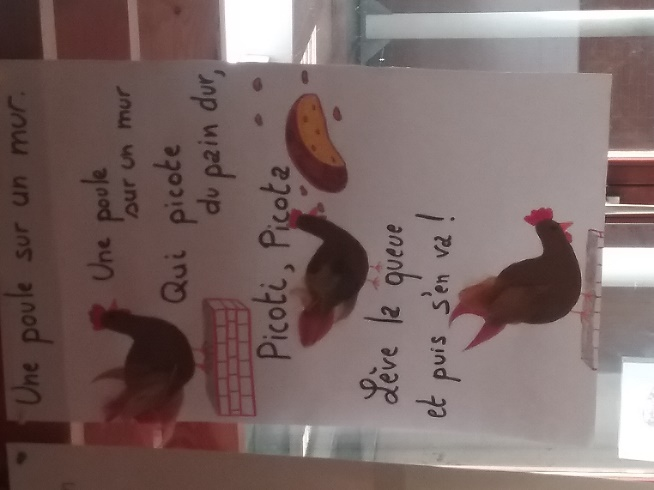 Une poule sur un mur.
Une poule
sur un mur
Qui picote
du pain dur,
Picoti, Picota
Lève la queue
et puis s'en va!